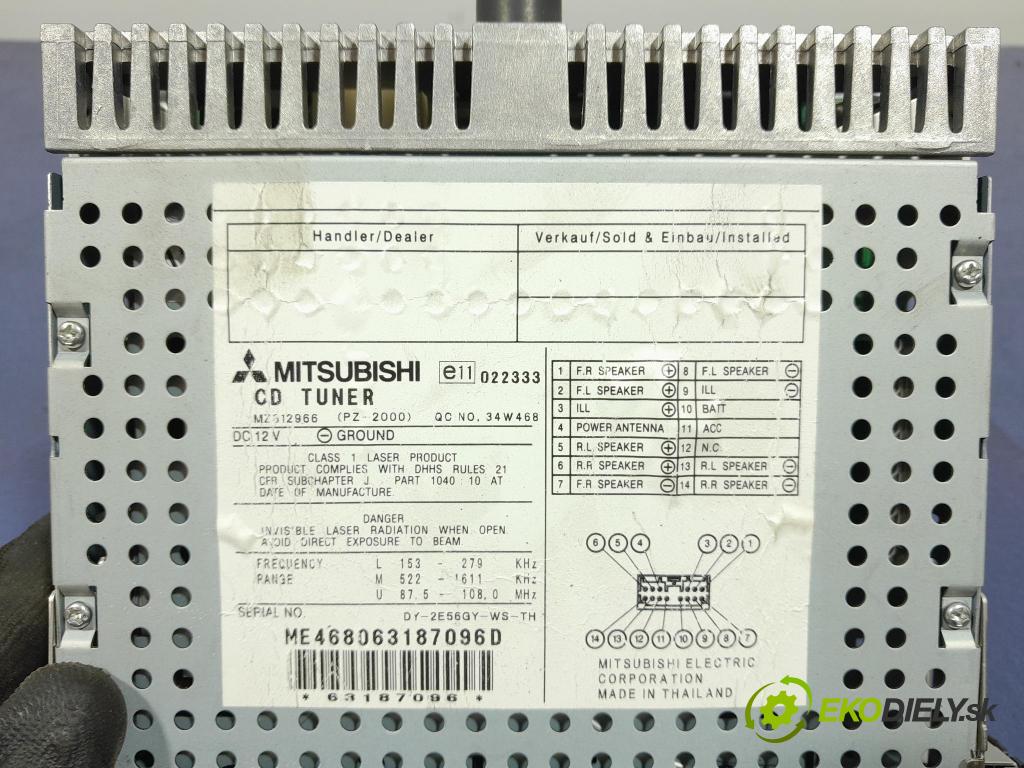 Handler/Dealer
Verkauf/Sold & Einbau/Installed
MITSUBISHI e11 022333
CD TUNER
MZ312966 (PZ-2000) QC NO. 34W468
DC 12V ⊖ GROUND
CLASS 1 LASER PRODUCT
PRODUCT COMPLIES WITH DHHS RULES 21
CFR SUBCHAPTER J. PART 1040.10 AT
DATE OF MANUFACTURE.
DANGER
INVISIBLE LASER RADIATION WHEN OPEN.
AVOID DIRECT EXPOSURE TO BEAM.
FREQUENCY L 153 - 279 KHz
RANGE M 522 - 1611 KHz
U 87.5 - 108.0 MHz
SERIAL NO. DY-2E56GY-WS-TH
ME468063187096D
*63187096*
1 F.R SPEAKER ⊕ 8 F.L SPEAKER ⊖
2 F.L SPEAKER ⊕ 9 ILL ⊖
3 ILL ⊕ 10 BATT
4 POWER ANTENNA 11 ACC
5 R.L SPEAKER ⊕ 12 N.C.
6 R.R SPEAKER ⊕ 13 R.L SPEAKER ⊖
7 F.R SPEAKER ⊖ 14 R.R SPEAKER ⊖
6 5 4 3 2 1
14 13 12 11 10 9 8 7
MITSUBISHI ELECTRIC
CORPORATION
MADE IN THAILAND
EKODIELY.sk